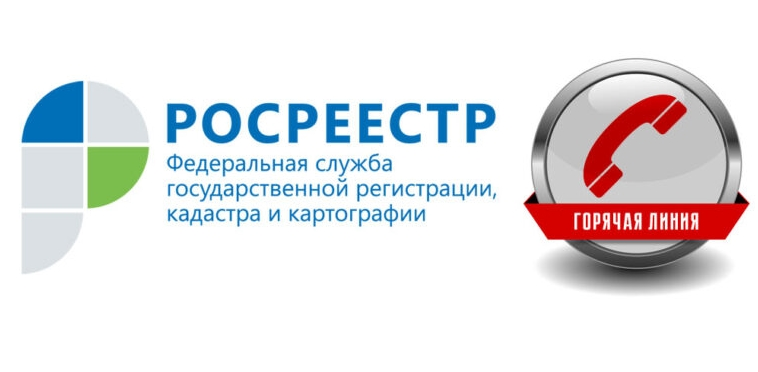 РОСРЕЕСТР
Федеральная служба
государственной регистрации,
кадастра и картографии
ГОРЯЧАЯ ЛИНИЯ